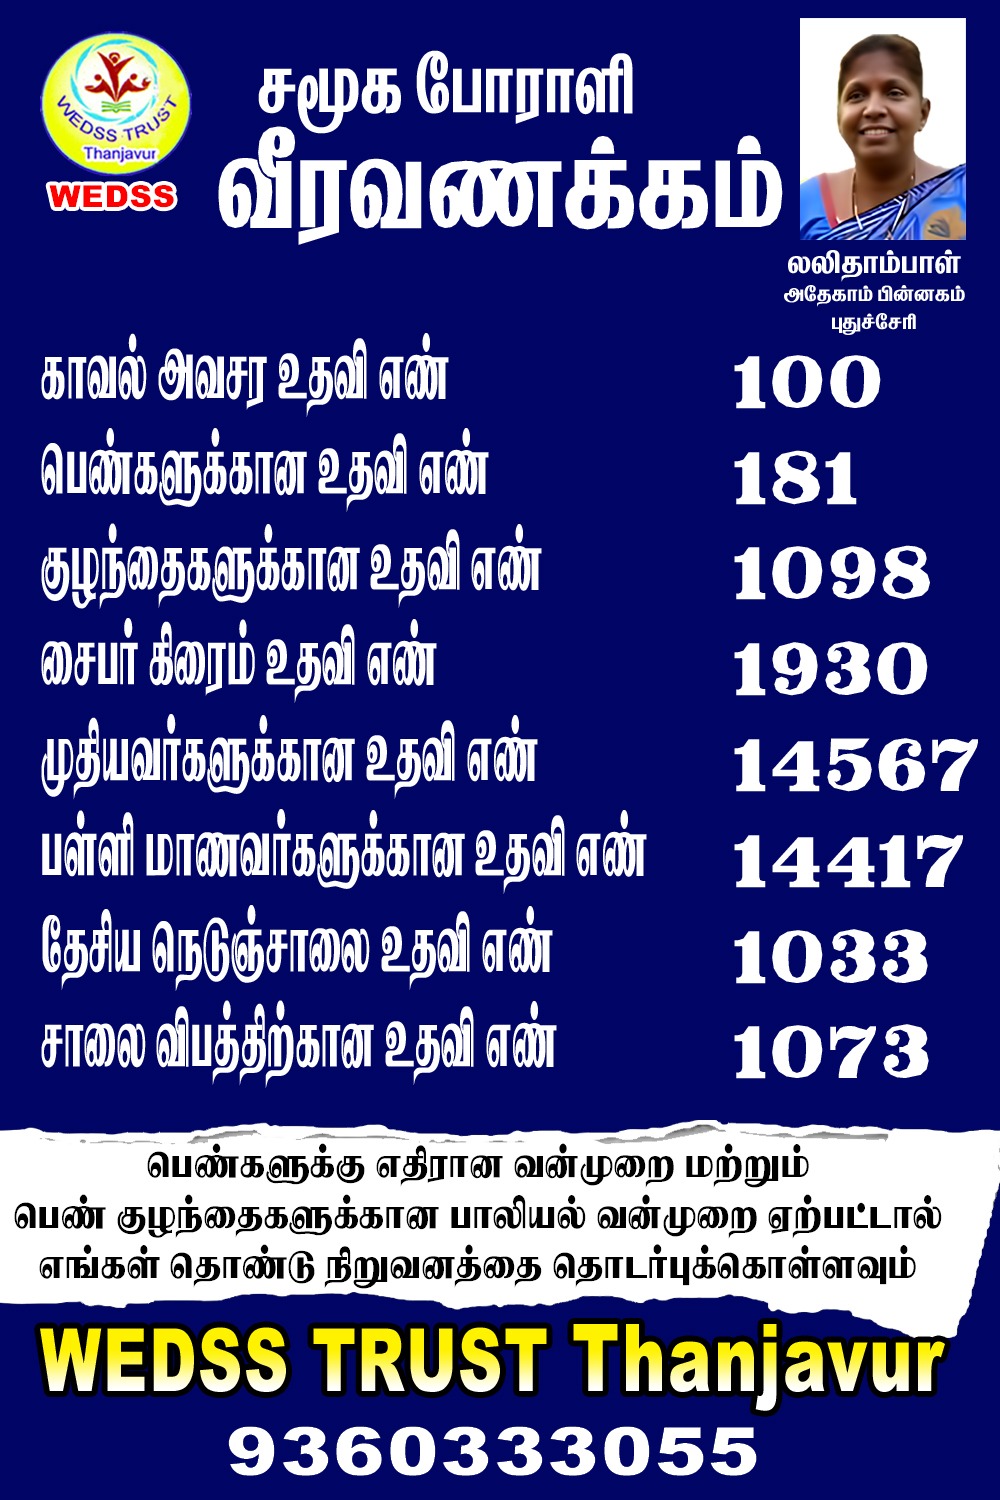 WEDSS TRUST
Thanjavur
WEDSS
சமூக போராளி
வீரவணக்கம்
லலிதாம்பாள்
அதேகாம் பின்னகம்
புதுச்சேரி
காவல் அவசர உதவி எண் 100
பெண்களுக்கான உதவி எண் 181
குழந்தைகளுக்கான உதவி எண் 1098
சைபர் கிரைம் உதவி எண் 1930
முதியவர்களுக்கான உதவி எண் 14567
பள்ளி மாணவர்களுக்கான உதவி எண் 14417
தேசிய நெடுஞ்சாலை உதவி எண் 1033
சாலை விபத்திற்கான உதவி எண் 1073
பெண்களுக்கு எதிரான வன்முறை மற்றும்
பெண் குழந்தைகளுக்கான பாலியல் வன்முறை ஏற்பட்டால்
எங்கள் தொண்டு நிறுவனத்தை தொடர்புக்கொள்ளவும்
WEDSS TRUST Thanjavur
9360333055